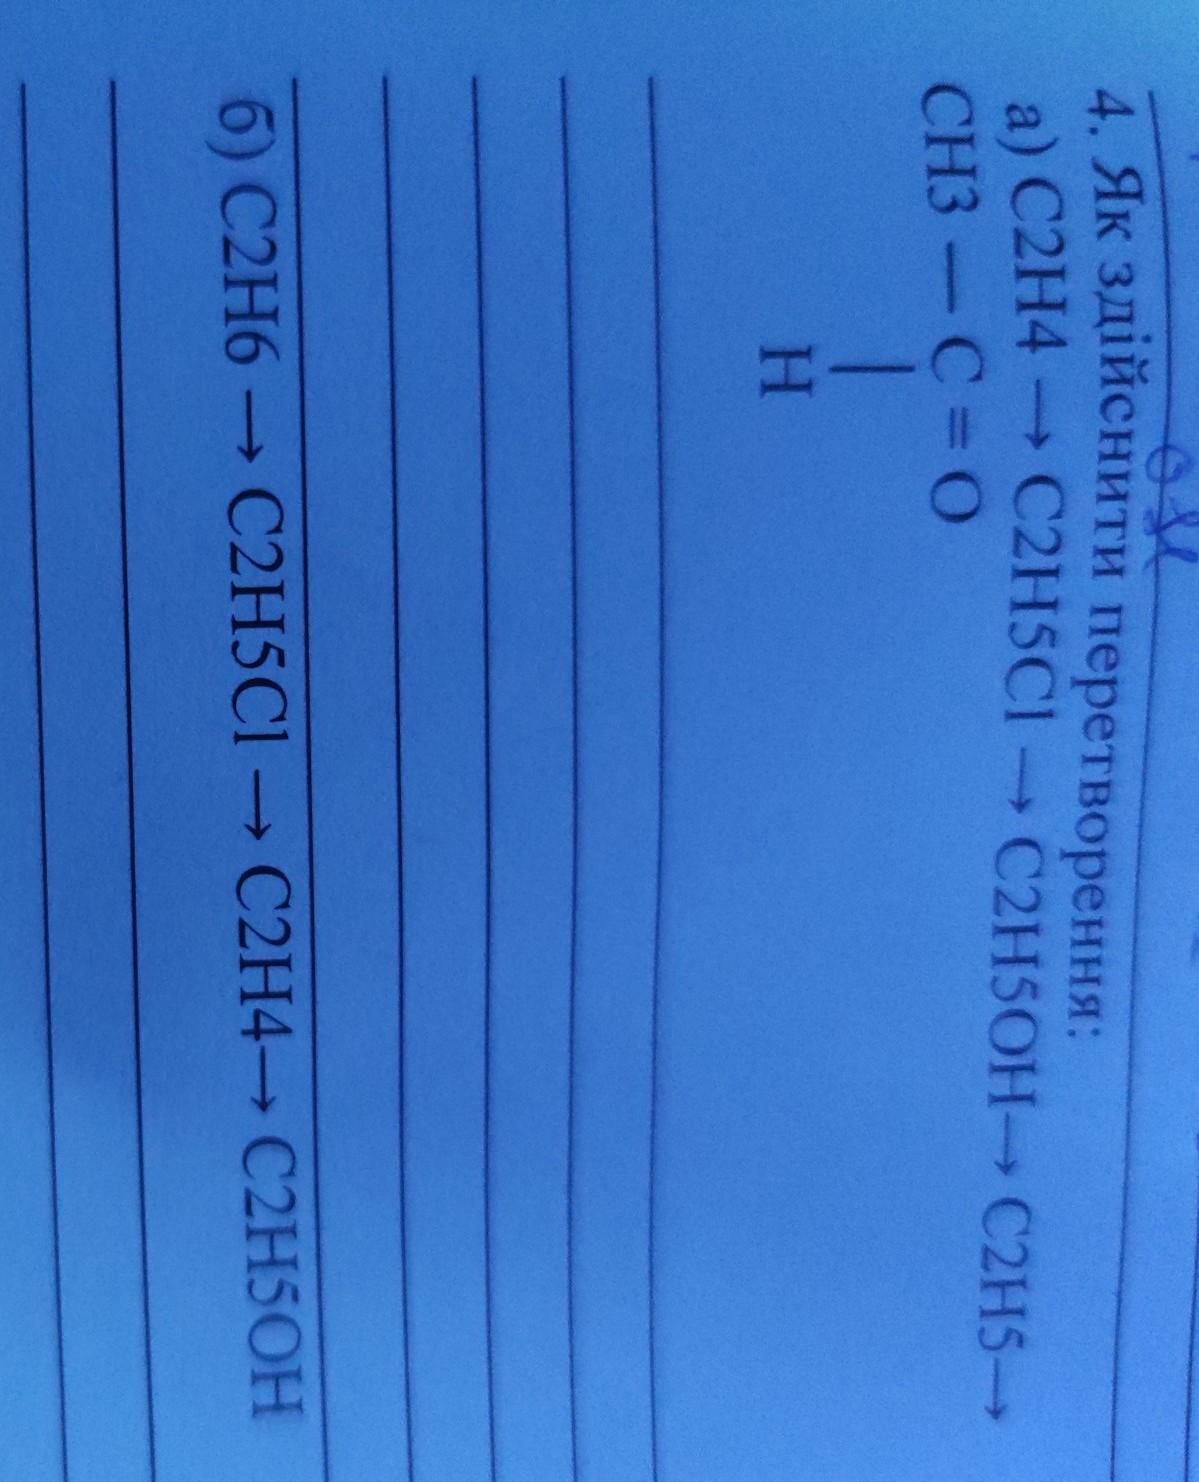 4. Як здійснити перетворення:
а) C2H4 → C2H5Cl → C2H5OH→ C2H5→
CH3 — C = O
|
H
б) C2H6 → C2H5Cl → C2H4→ C2H5OH